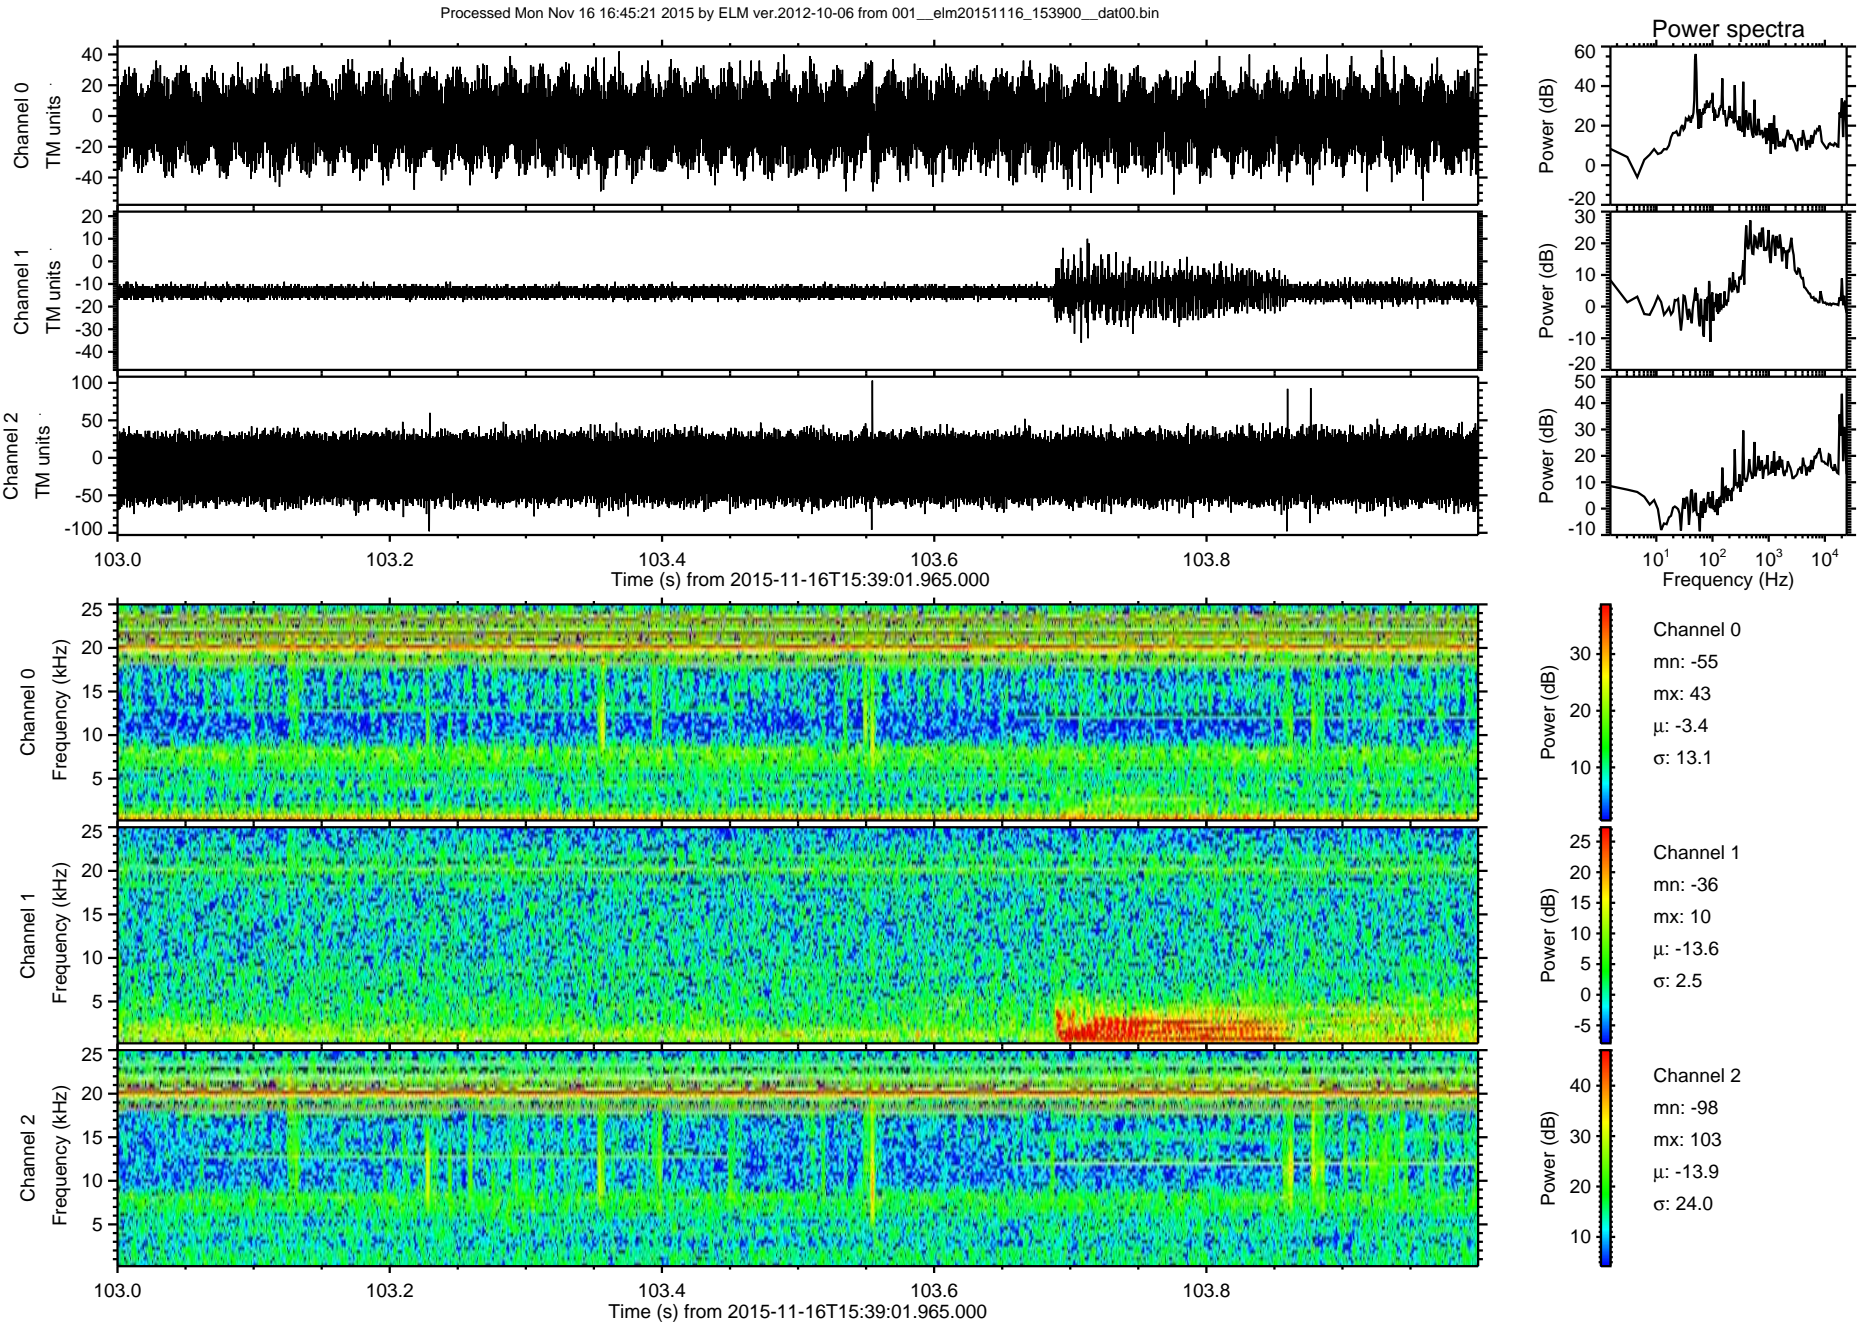 Processed Mon Nov 16 16:45:21 2015 by ELM ver.2012-10-06 from 001__elm20151116_153900__dat00.bin
Power spectra
Channel 0
TM units
40
20
0
-20
-40
Power (dB)
60
40
20
0
-20
Channel 1
TM units
20
10
0
-10
-20
-30
-40
Power (dB)
30
20
10
0
-10
-20
Channel 2
TM units
100
50
0
-50
-100
Power (dB)
50
40
30
20
10
0
-10
103.0 103.2 103.4 103.6 103.8
Time (s) from 2015-11-16T15:39:01.965.000
10^1 10^2 10^3 10^4
Frequency (Hz)
Channel 0
Frequency (kHz)
25
20
15
10
5
Power (dB)
30
20
10
Channel 0
mn: -55
mx: 43
μ: -3.4
σ: 13.1
Channel 1
Frequency (kHz)
25
20
15
10
5
Power (dB)
25
20
15
10
5
0
-5
Channel 1
mn: -36
mx: 10
μ: -13.6
σ: 2.5
Channel 2
Frequency (kHz)
25
20
15
10
5
Power (dB)
40
30
20
10
Channel 2
mn: -98
mx: 103
μ: -13.9
σ: 24.0
103.0 103.2 103.4 103.6 103.8
Time (s) from 2015-11-16T15:39:01.965.000